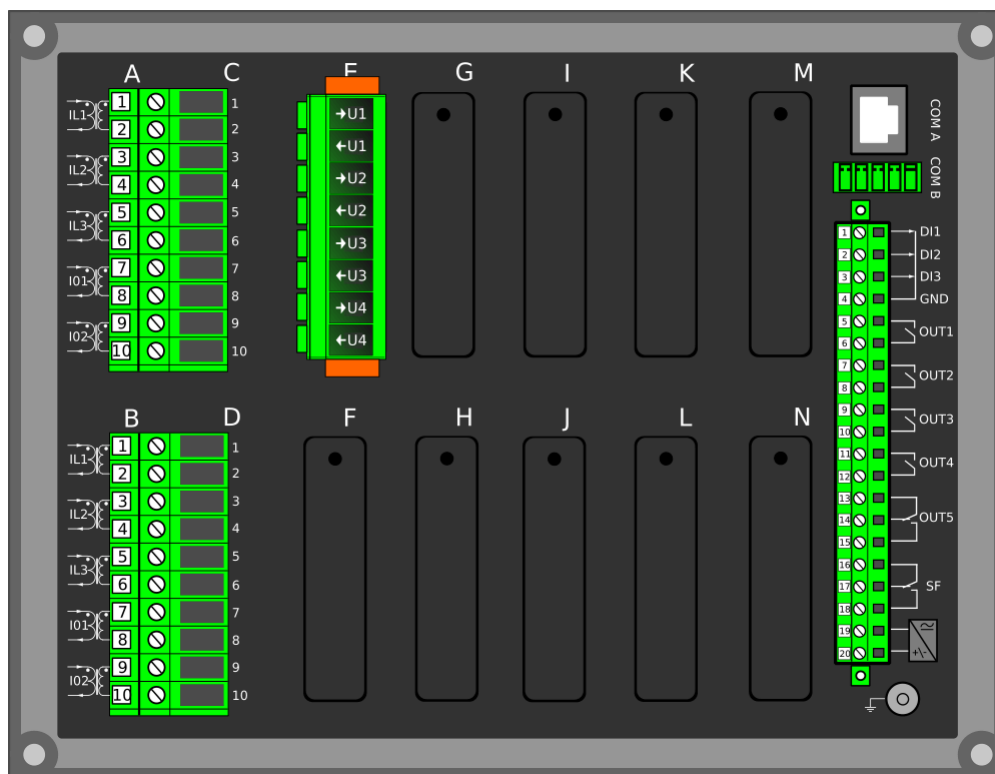 A C E G I K M
IL1 1 1
2 2
IL2 3 3
4 4
IL3 5 5
6 6
I01 7 7
8 8
I02 9 9
10 10
→U1
←U1
→U2
←U2
→U3
←U3
→U4
←U4
COM A
COM B
1 DI1
2 DI2
3 DI3
4 GND
5 OUT1
6
7 OUT2
8
9 OUT3
10
11 OUT4
12
13
14 OUT5
15
16
17 SF
18
19
20 +/-
B D F H J L N
IL1 1 1
2 2
IL2 3 3
4 4
IL3 5 5
6 6
I01 7 7
8 8
I02 9 9
10 10